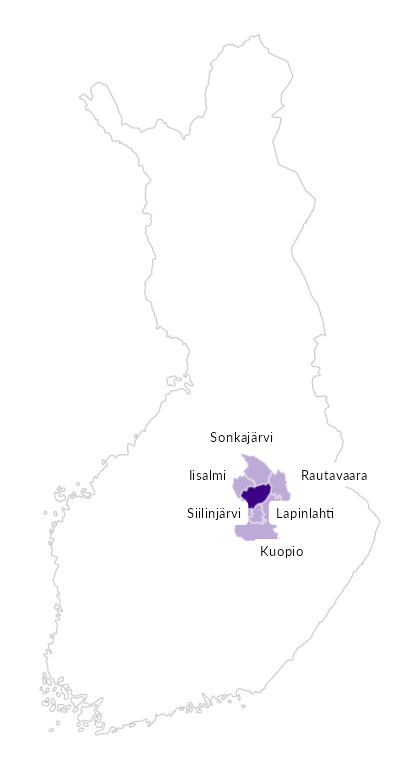 Sonkajärvi
Iisalmi
Rautavaara
Siilinjärvi
Lapinlahti
Kuopio